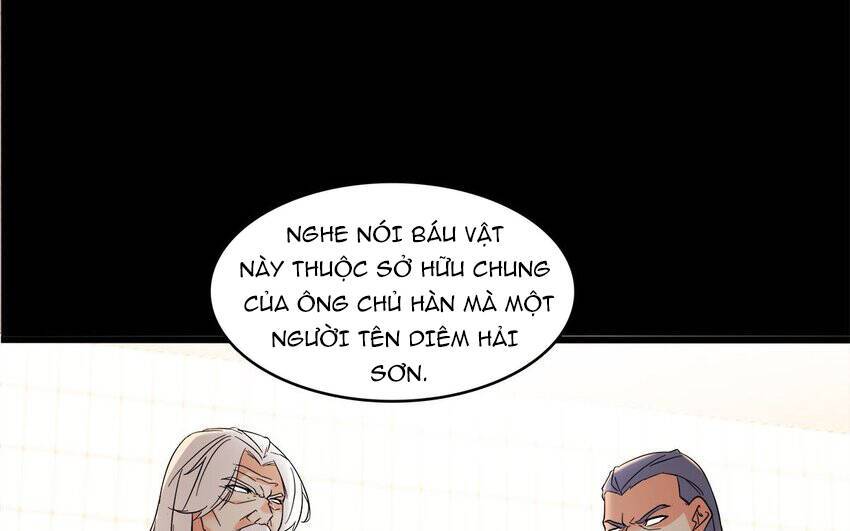 NGHE NÓI BÁU VẬT
NÀY THUỘC SỞ HỮU CHUNG
CỦA ÔNG CHỦ HÀN MÀ MỘT
NGƯỜI TÊN DIÊM HẢI
SƠN.